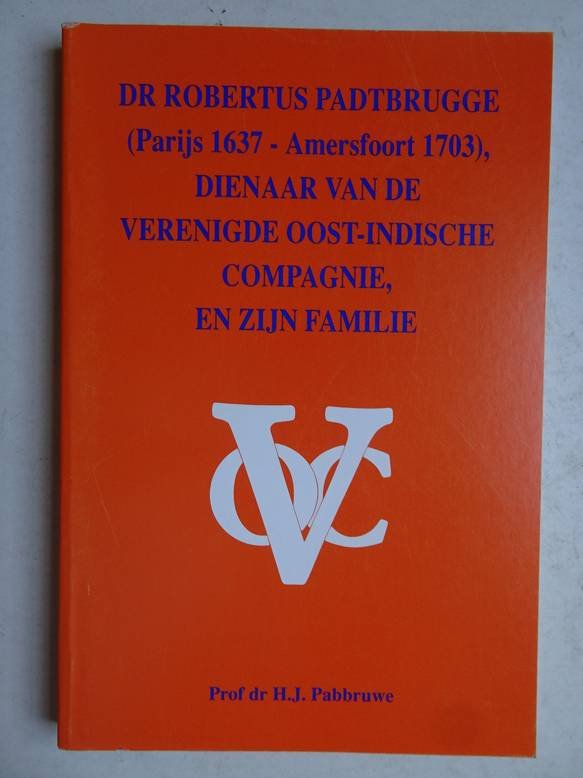 DR ROBERTUS PADTBRUGGE
(Parijs 1637 - Amersfoort 1703),
DIENAAR VAN DE
VERENIGDE OOST-INDISCHE
COMPAGNIE,
EN ZIJN FAMILIE
VOC
Prof dr H.J. Pabbruwe